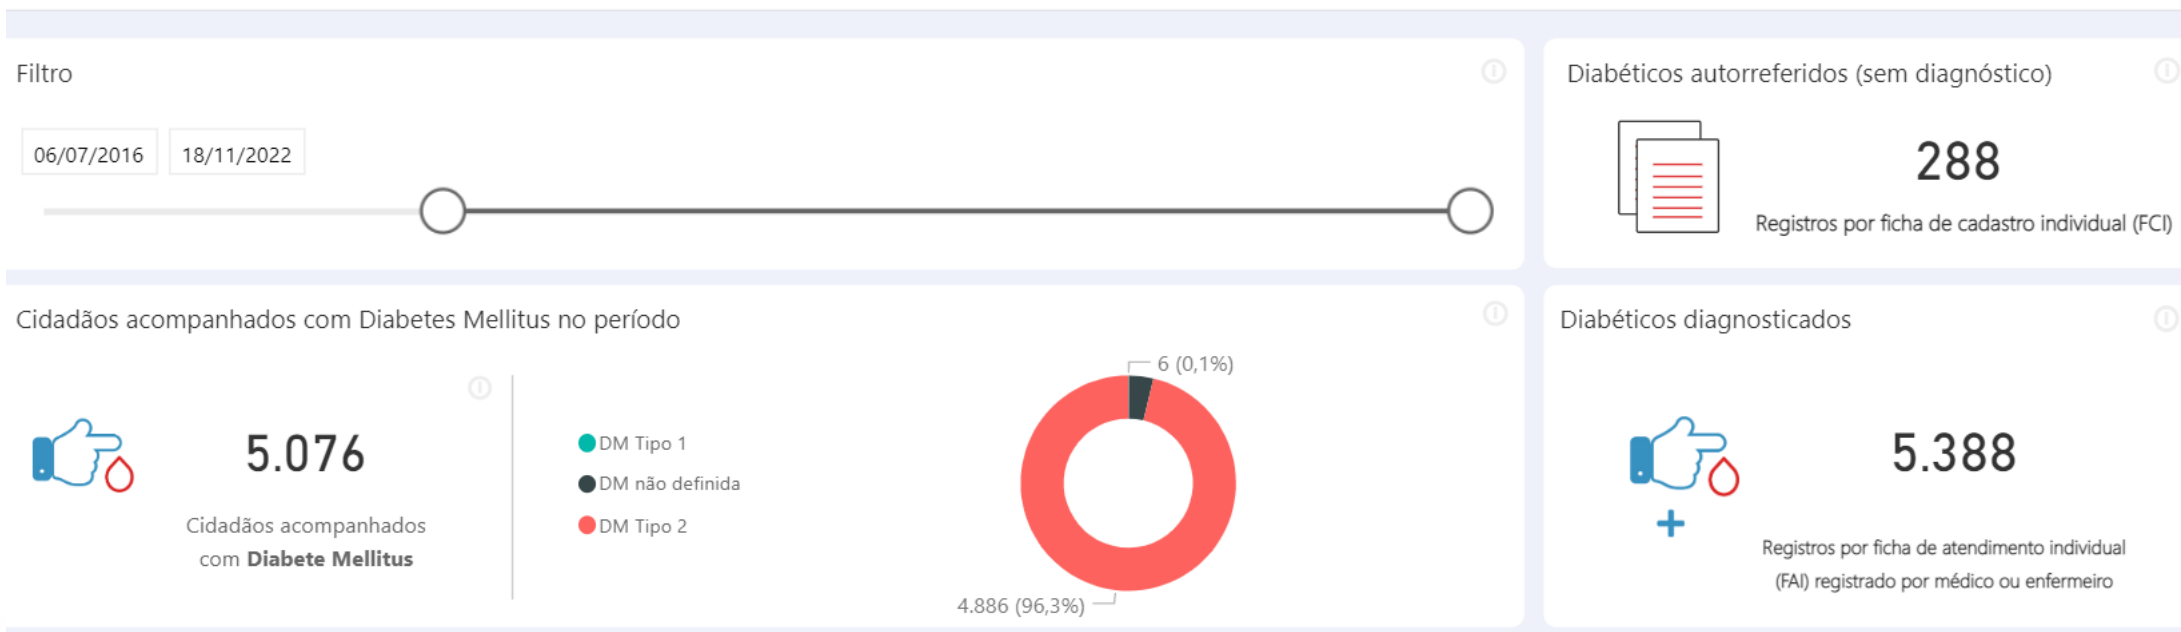 Filtro
06/07/2016 18/11/2022
Diabéticos autorreferidos (sem diagnóstico)
288
Registros por ficha de cadastro individual (FCI)
Cidadãos acompanhados com Diabetes Mellitus no período
5.076
Cidadãos acompanhados
com Diabete Mellitus
DM Tipo 1
DM não definida
DM Tipo 2
6 (0,1%)
4.886 (96,3%)
Diabéticos diagnosticados
5.388
Registros por ficha de atendimento individual
(FAI) registrado por médico ou enfermeiro